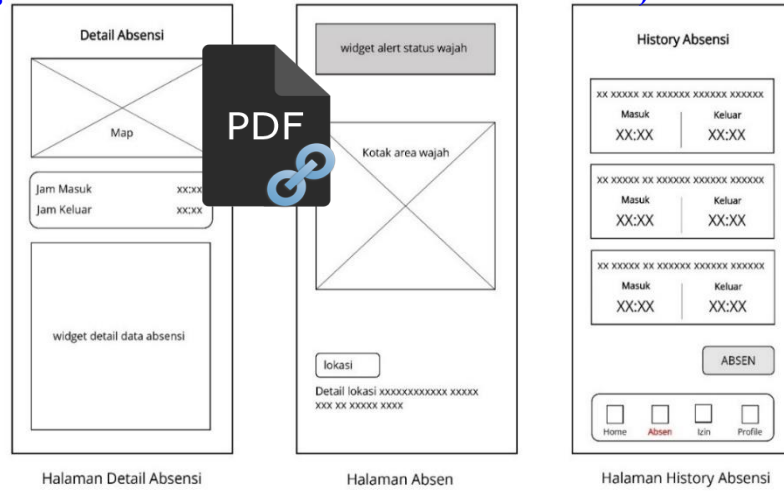 Detail Absensi
Map
Jam Masuk xx:xx
Jam Keluar xx:xx
widget detail data absensi
Halaman Detail Absensi
PDF
widget alert status wajah
Kotak area wajah
lokasi
Detail lokasi xxxxxxxxxxxx xxxxx
xxx xx xxxxx xxxx
Halaman Absen
History Absensi
xx xxxxx xx xxxxxx xxxxxx xxxxxx
Masuk Keluar
XX:XX XX:XX
xx xxxxx xx xxxxxx xxxxxx xxxxxx
Masuk Keluar
XX:XX XX:XX
xx xxxxx xx xxxxxx xxxxxx xxxxxx
Masuk Keluar
XX:XX XX:XX
ABSEN
Home Absen Izin Profile
Halaman History Absensi